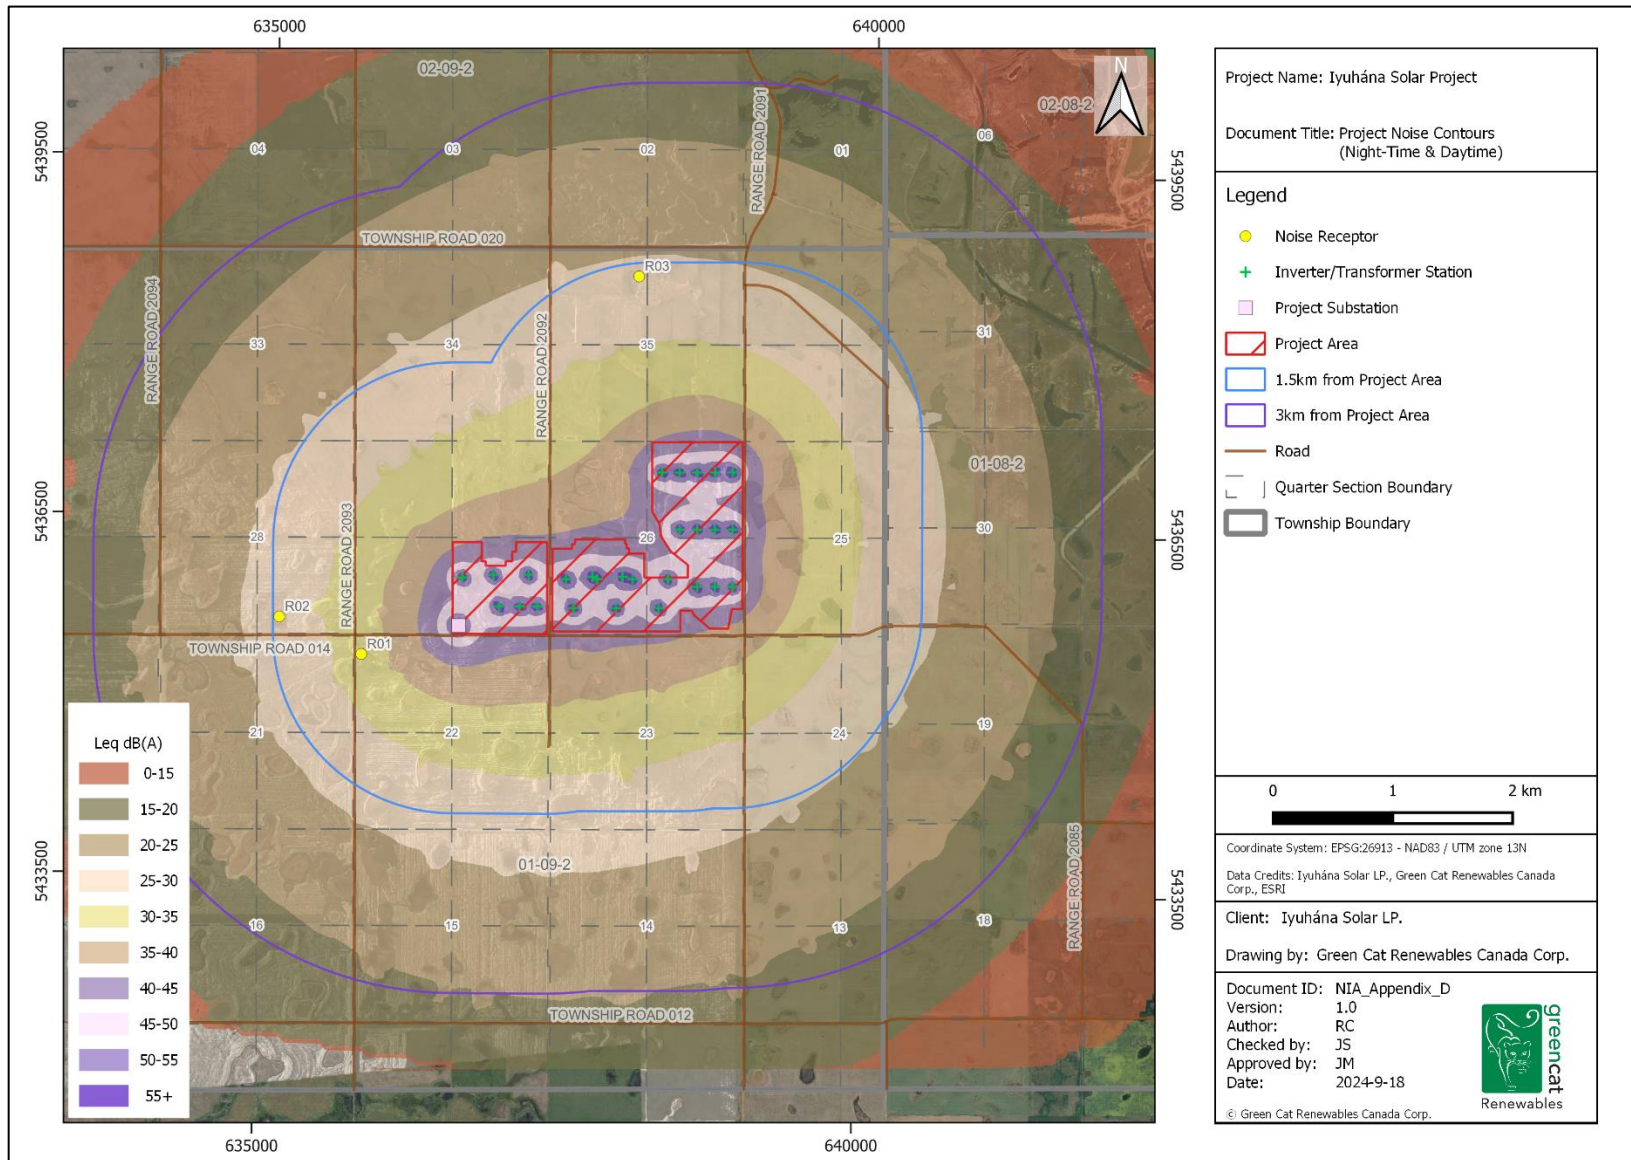 635000
640000
02-09-2
N
02-08-2
Project Name: Iyuhána Solar Project
Document Title: Project Noise Contours
(Night-Time & Daytime)
5439500
5439500
04
03
02
01
06
RANGE ROAD 2091
TOWNSHIP ROAD 020
RANGE ROAD 2094
RANGE ROAD 2092
R03
33
34
35
31
Legend
Noise Receptor
Inverter/Transformer Station
Project Substation
Project Area
1.5km from Project Area
3km from Project Area
Road
Quarter Section Boundary
Township Boundary
01-08-2
5436500
5436500
28
26
25
30
RANGE ROAD 2093
R02
R01
TOWNSHIP ROAD 014
21
22
23
24
19
Leq dB(A)
0-15
15-20
20-25
25-30
30-35
35-40
40-45
45-50
50-55
55+
01-09-2
5433500
5433500
16
15
14
13
18
RANGE ROAD 2085
TOWNSHIP ROAD 012
635000
640000
0 1 2 km
Coordinate System: EPSG:26913 - NAD83 / UTM zone 13N
Data Credits: Iyuhána Solar LP., Green Cat Renewables Canada
Corp., ESRI
Client: Iyuhána Solar LP.
Drawing by: Green Cat Renewables Canada Corp.
Document ID: NIA_Appendix_D
Version: 1.0
Author: RC
Checked by: JS
Approved by: JM
Date: 2024-9-18
© Green Cat Renewables Canada Corp.
greencat
Renewables